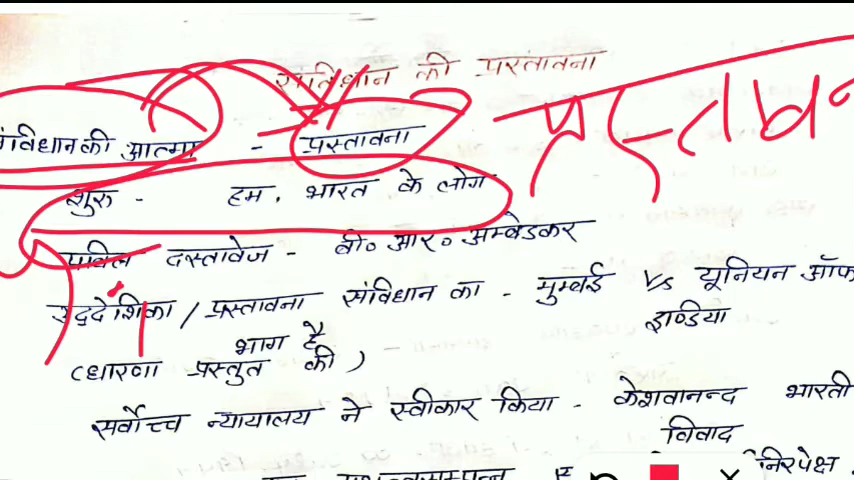 संविधान की प्रस्तावना
संविधान की आत्मा - प्रस्तावना
प्रस्तावन
शुरू - हम, भारत के लोग
पवित्र दस्तावेज - बी० आर० अम्बेडकर
उद्देशिका / प्रस्तावना संविधान का - मुम्बई Vs यूनियन ऑफ
भाग है इण्डिया
(धारणा प्रस्तुत की)
सर्वोच्च न्यायालय ने स्वीकार किया - केशवानन्द भारती
विवाद
निरपेक्ष